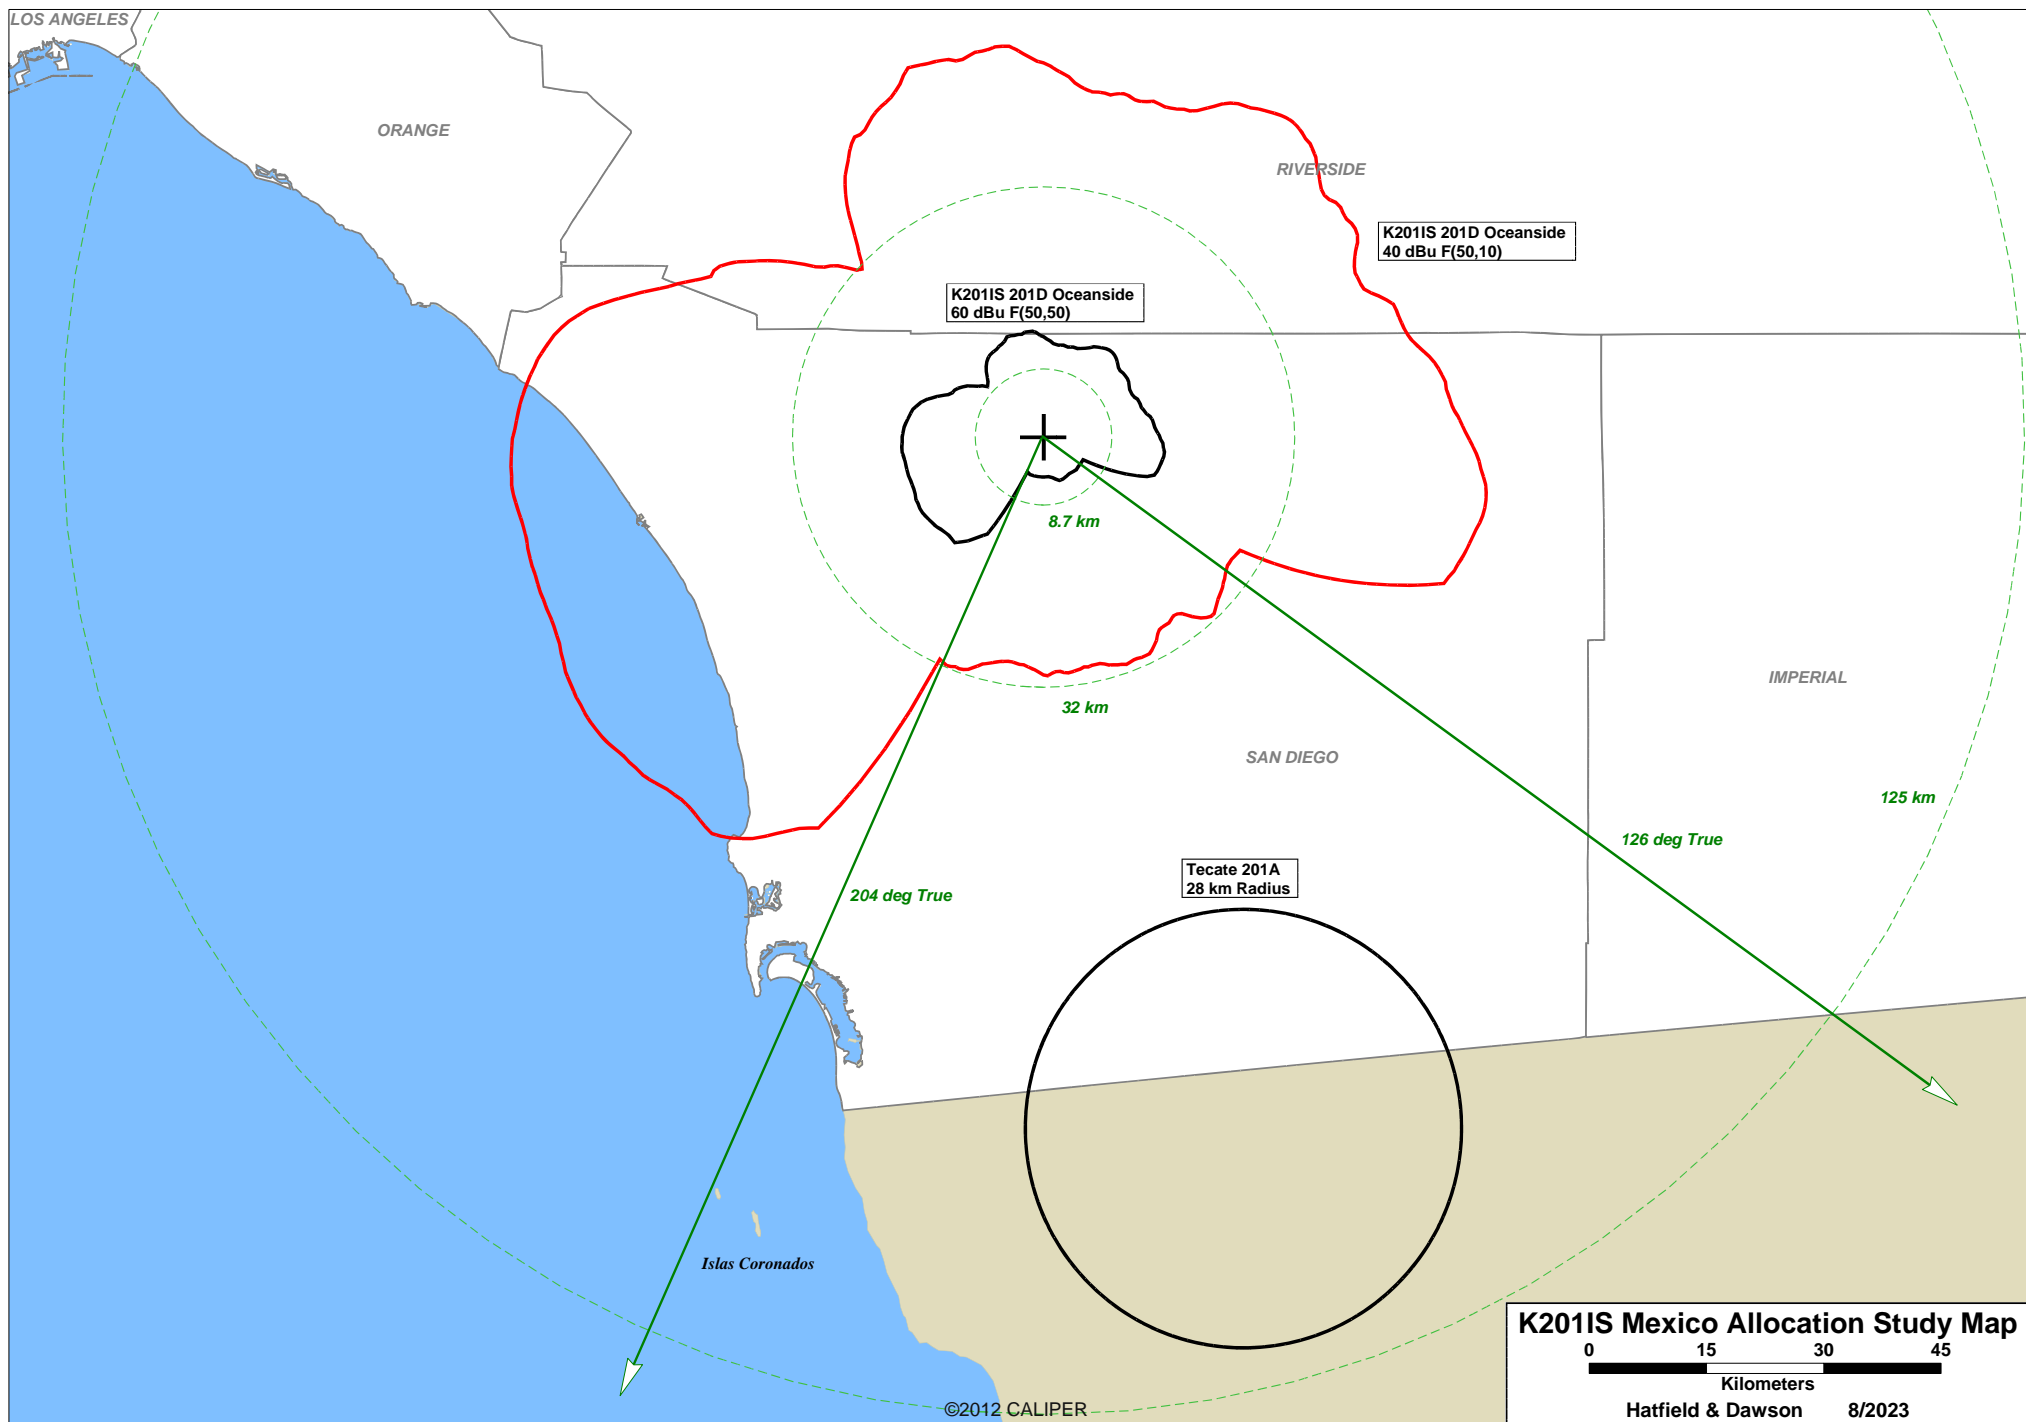 LOS ANGELES
ORANGE
RIVERSIDE
K201IS 201D Oceanside
40 dBu F(50,10)
K201IS 201D Oceanside
60 dBu F(50,50)
8.7 km
32 km
IMPERIAL
SAN DIEGO
125 km
126 deg True
Tecate 201A
28 km Radius
204 deg True
Islas Coronados
K201IS Mexico Allocation Study Map
0 15 30 45
Kilometers
Hatfield & Dawson 8/2023
©2012 CALIPER